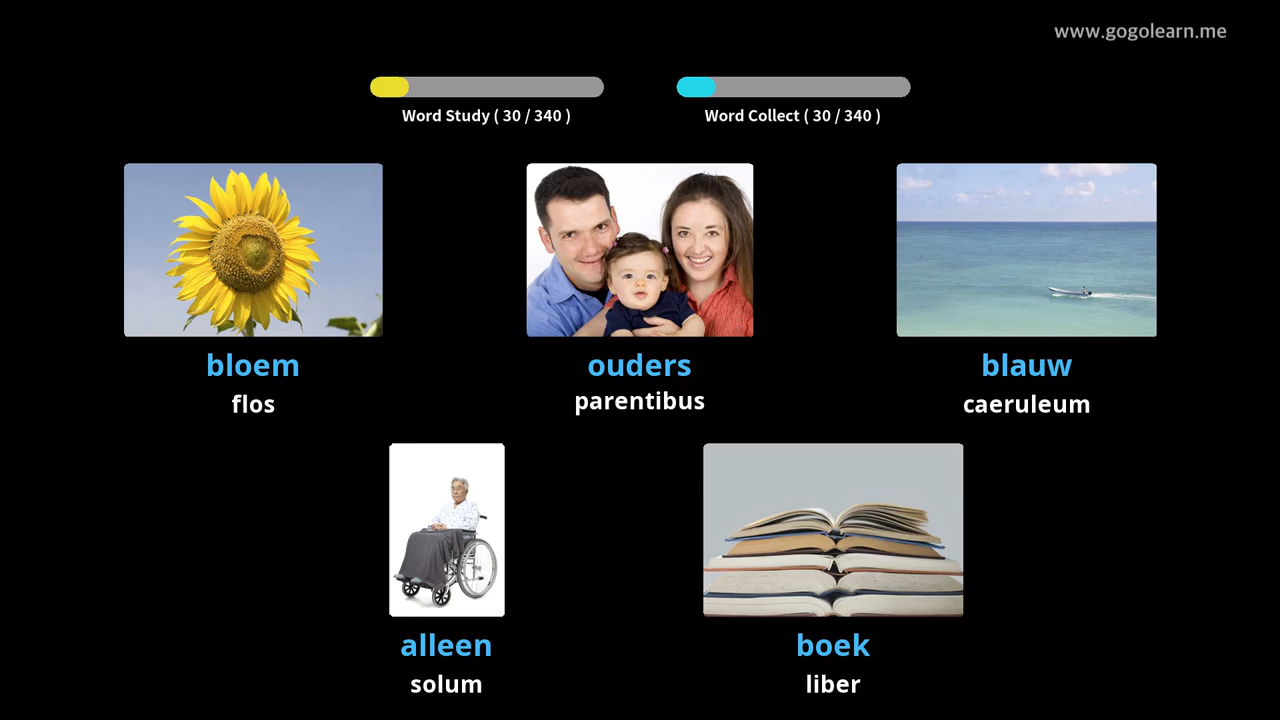 www.gogolearn.me
Word Study ( 30 / 340 )
Word Collect ( 30 / 340 )
bloem
flos
ouders
parentibus
blauw
caeruleum
alleen
solum
boek
liber